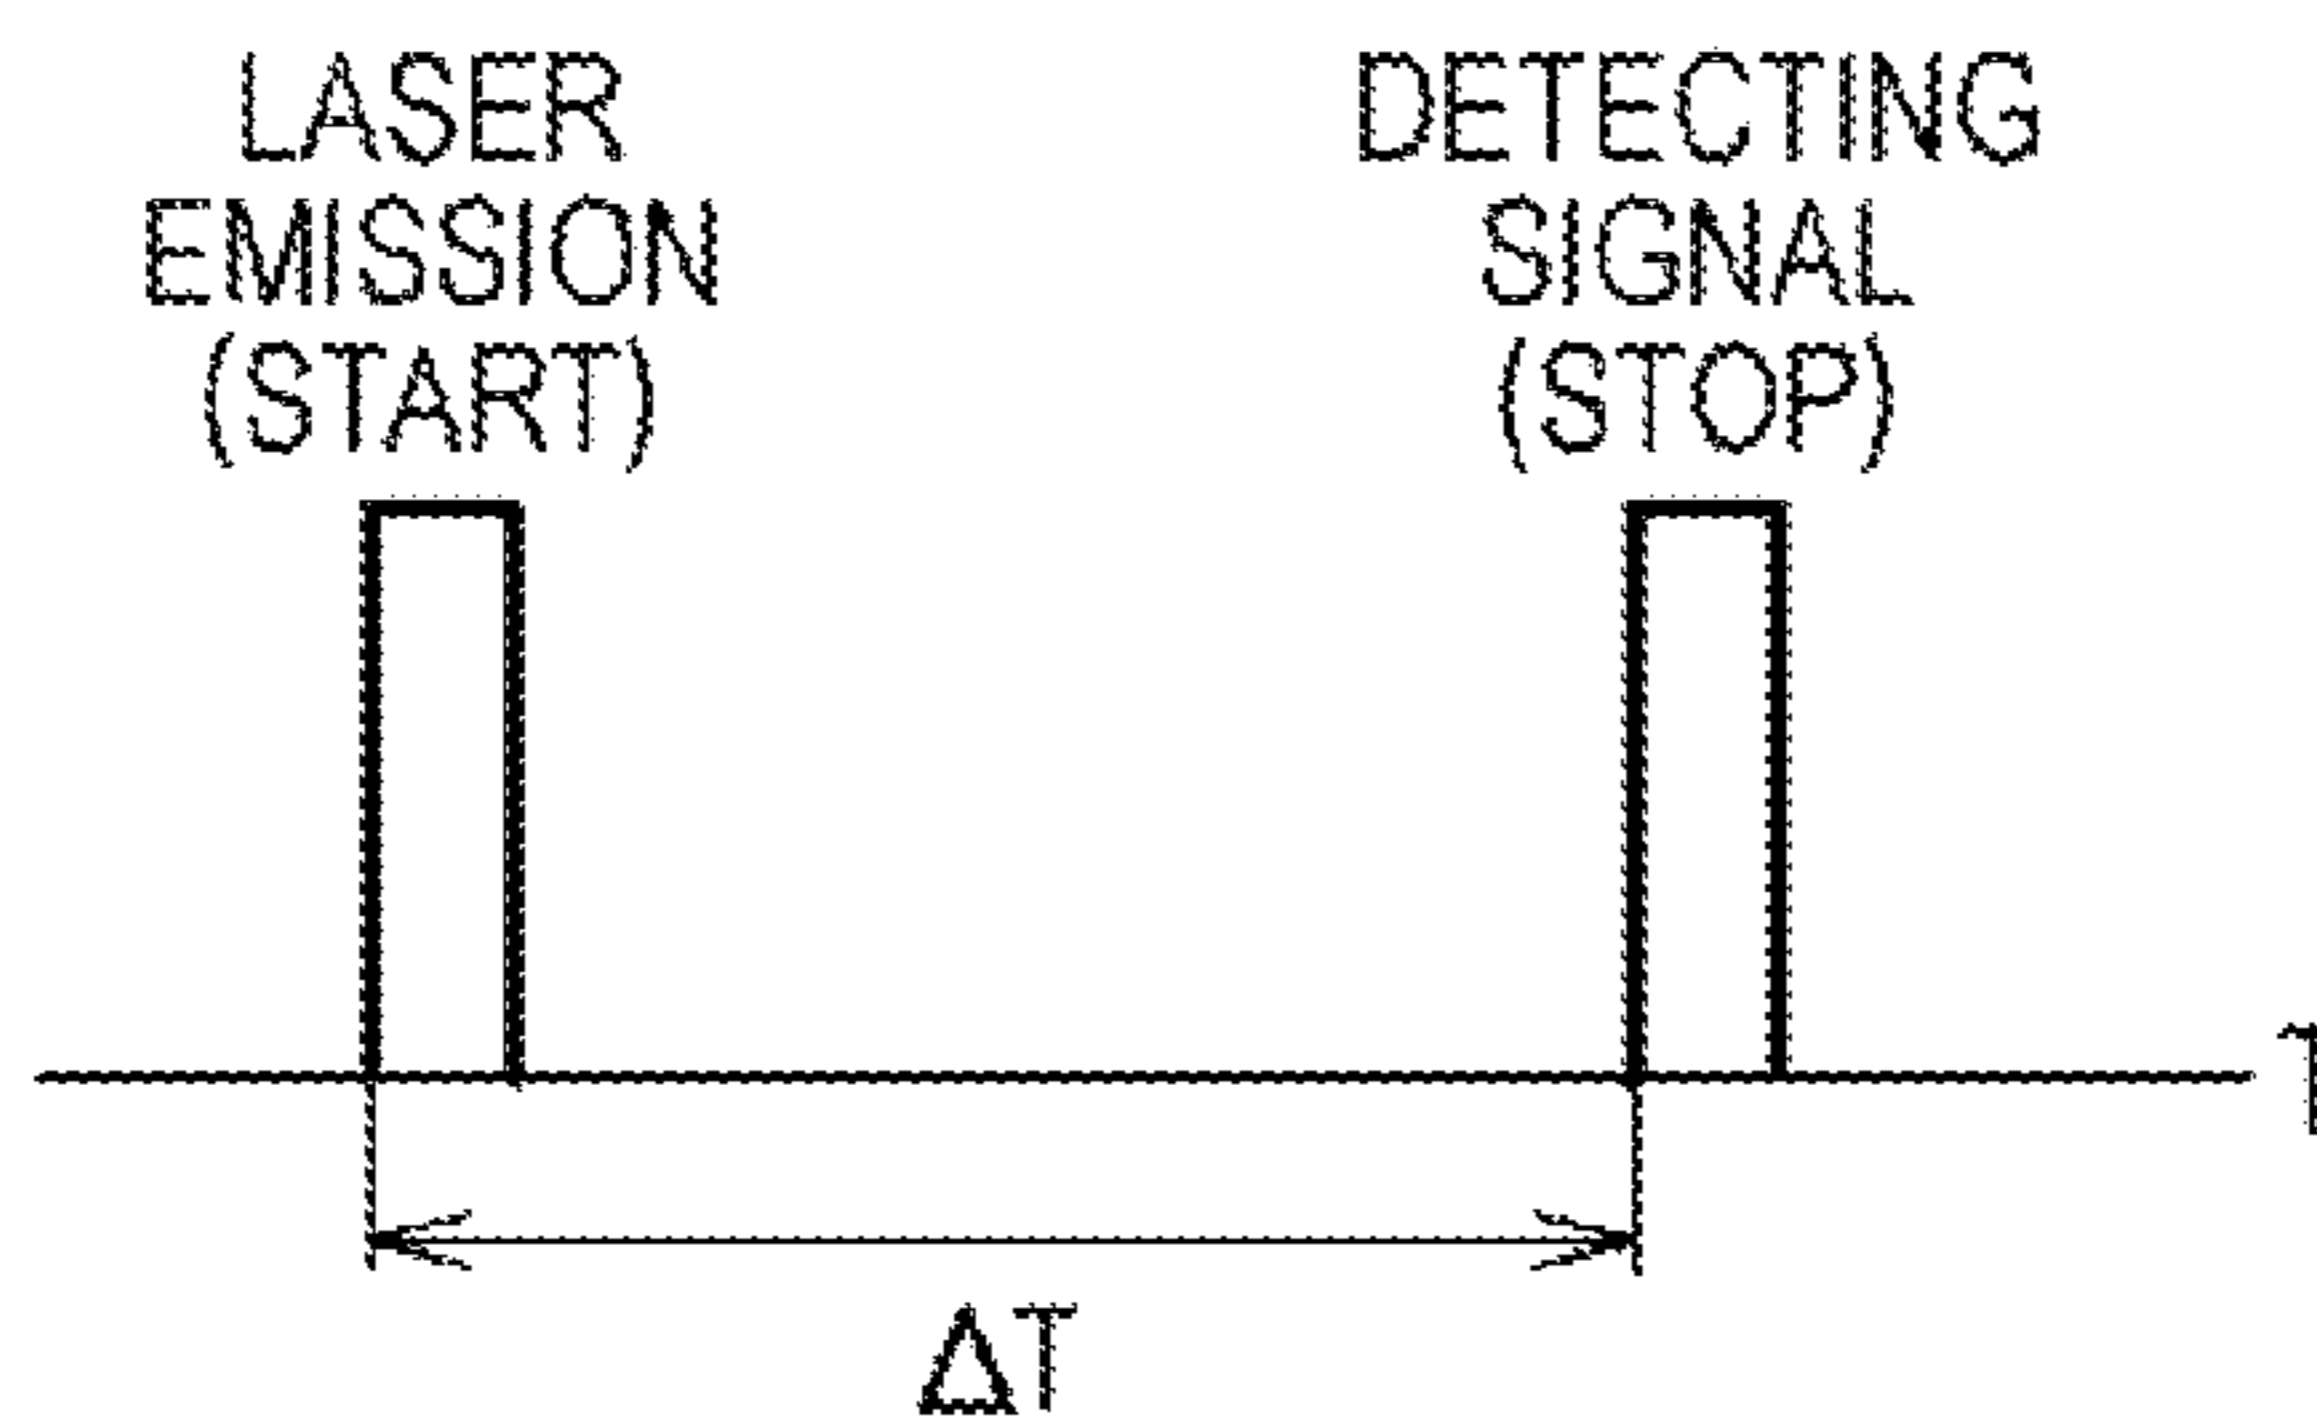 LASER
EMISSION
(START)
DETECTING
SIGNAL
(STOP)
ΔT